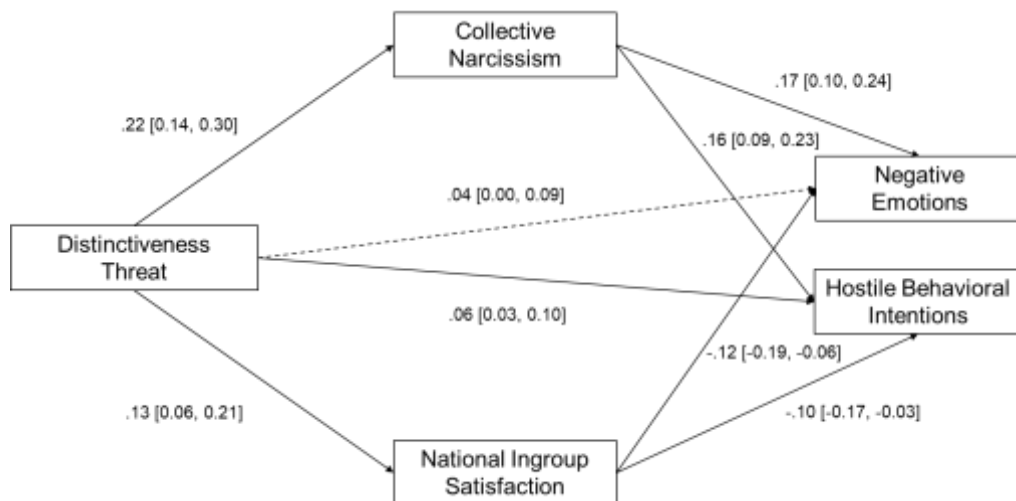 Collective
Narcissism
.17 [0.10, 0.24]
.22 [0.14, 0.30]
.16 [0.09, 0.23]
Negative
Emotions
.04 [0.00, 0.09]
Distinctiveness
Threat
Hostile Behavioral
Intentions
.06 [0.03, 0.10]
-.12 [-0.19, -0.06]
.13 [0.06, 0.21]
-.10 [-0.17, -0.03]
National Ingroup
Satisfaction